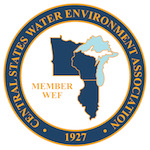 CENTRAL STATES WATER ENVIRONMENT ASSOCIATION
MEMBER
WEF
• 1927 •